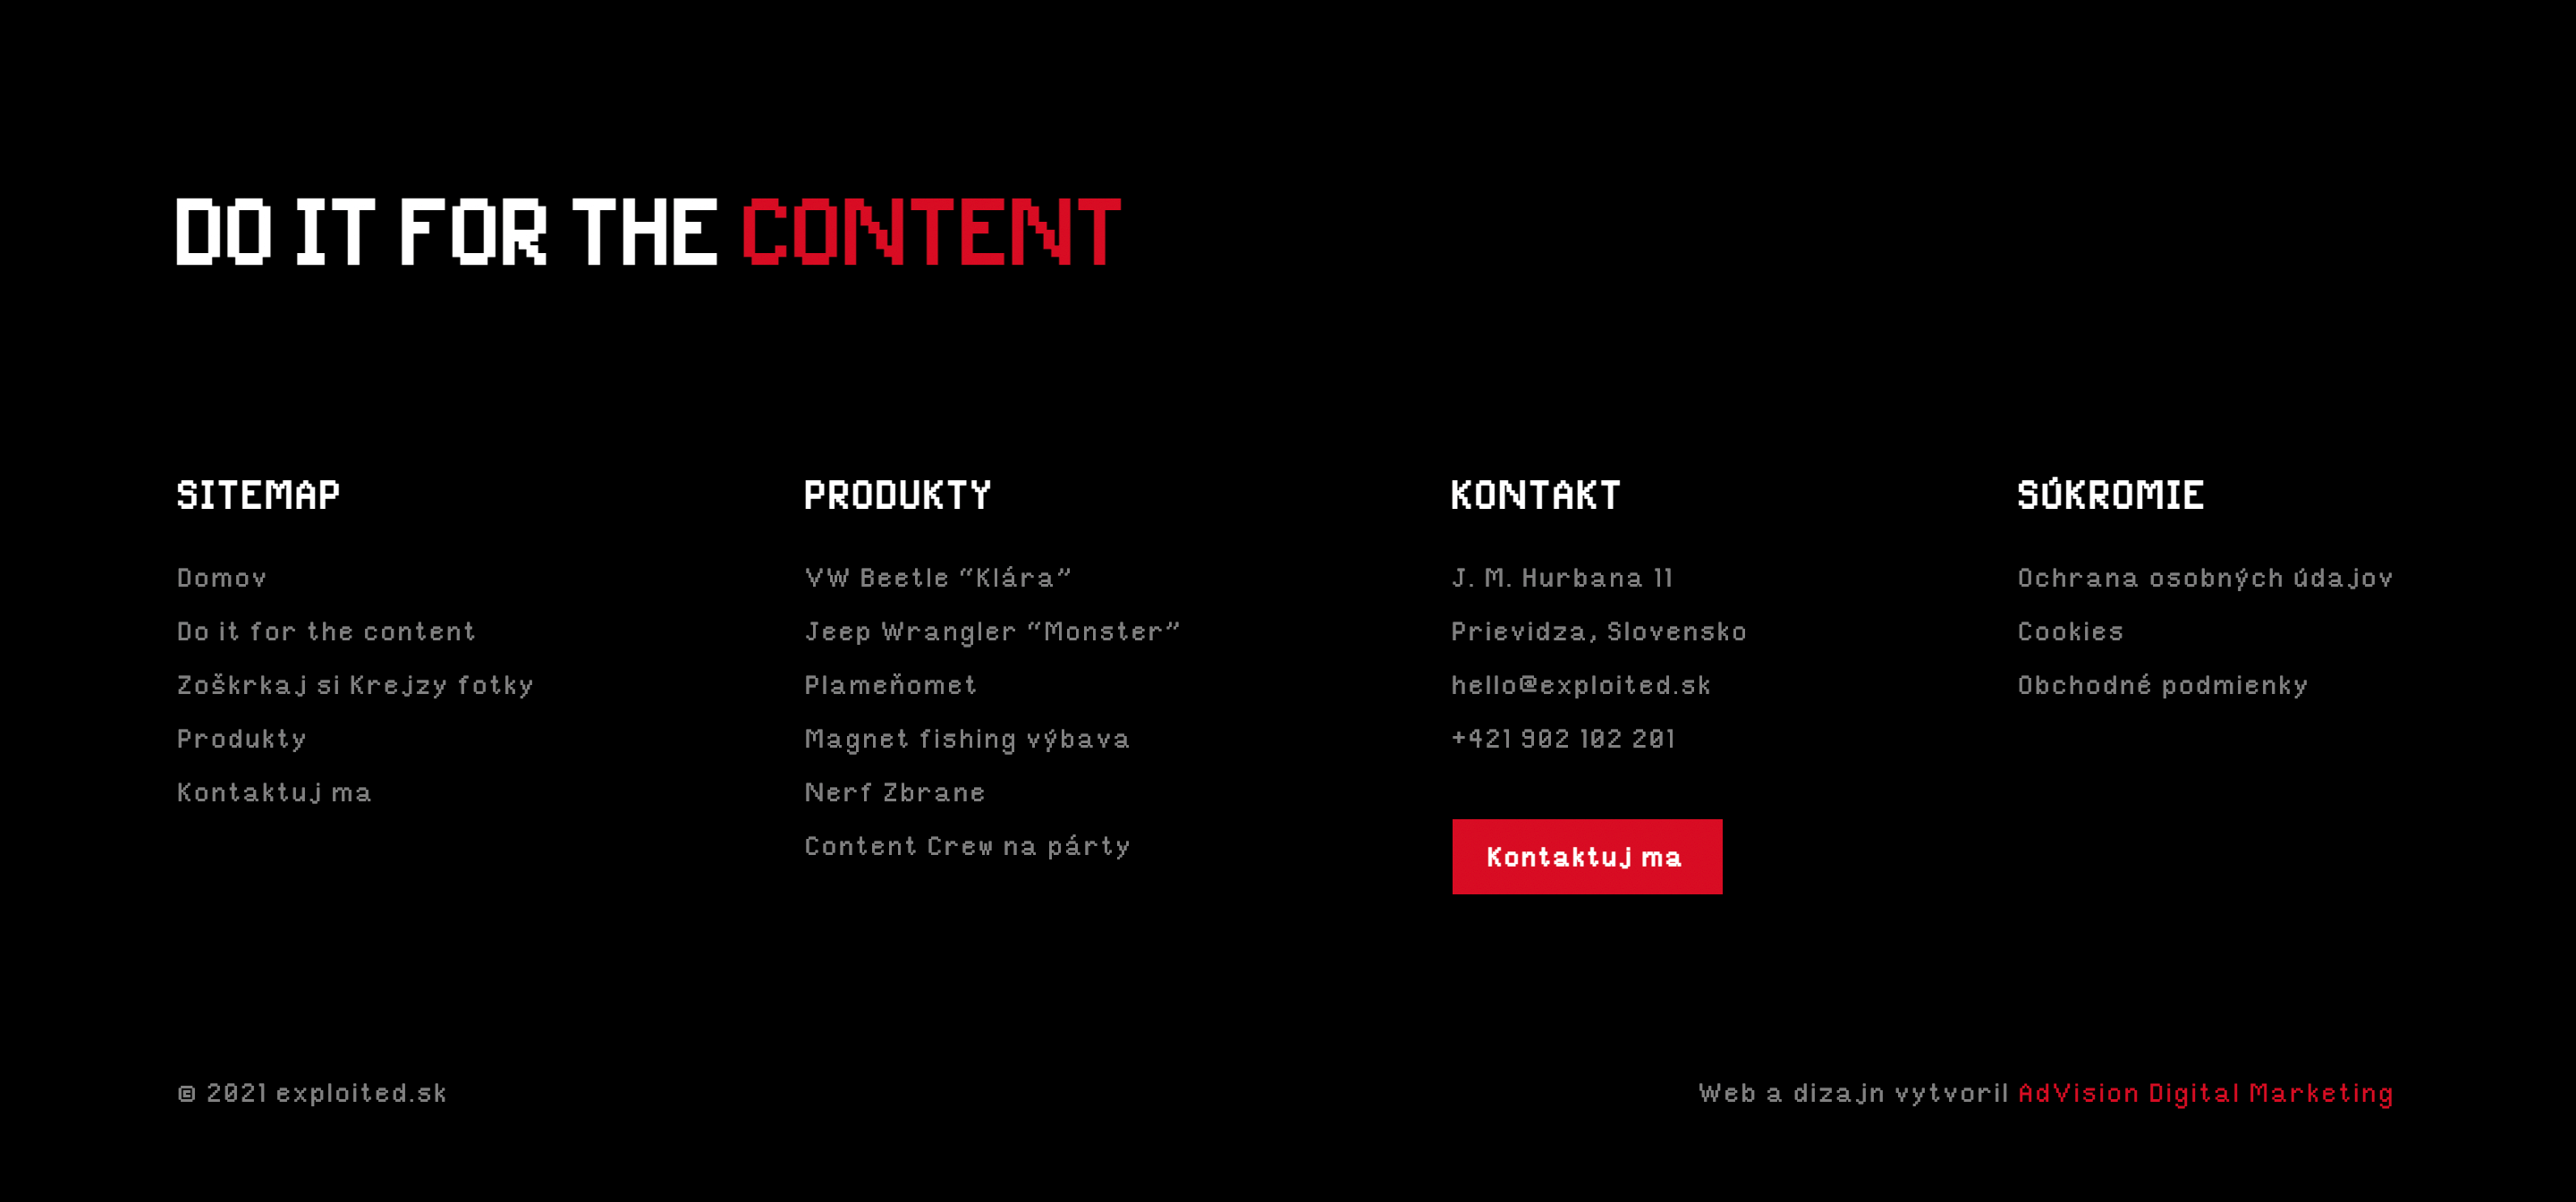 DO IT FOR THE CONTENT
SITEMAP
Domov
Do it for the content
Zoškrkaj si Krejzy fotky
Produkty
Kontaktuj ma
PRODUKTY
VW Beetle “Klára”
Jeep Wrangler “Monster”
Plameňomet
Magnet fishing výbava
Nerf Zbrane
Content Crew na párty
KONTAKT
J. M. Hurbana 11
Prievidza, Slovensko
hello@exploited.sk
+421 902 102 201
Kontaktuj ma
SÚKROMIE
Ochrana osobných údajov
Cookies
Obchodné podmienky
© 2021 exploited.sk
Web a dizajn vytvoril AdVision Digital Marketing